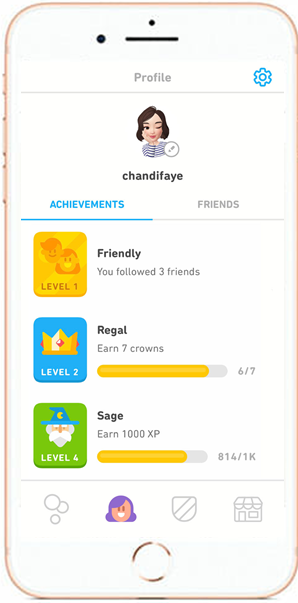 Profile
chandifaye
ACHIEVEMENTS FRIENDS
Friendly
You followed 3 friends
LEVEL 1
Regal
Earn 7 crowns
LEVEL 2
6/7
Sage
Earn 1000 XP
LEVEL 4
814/1K